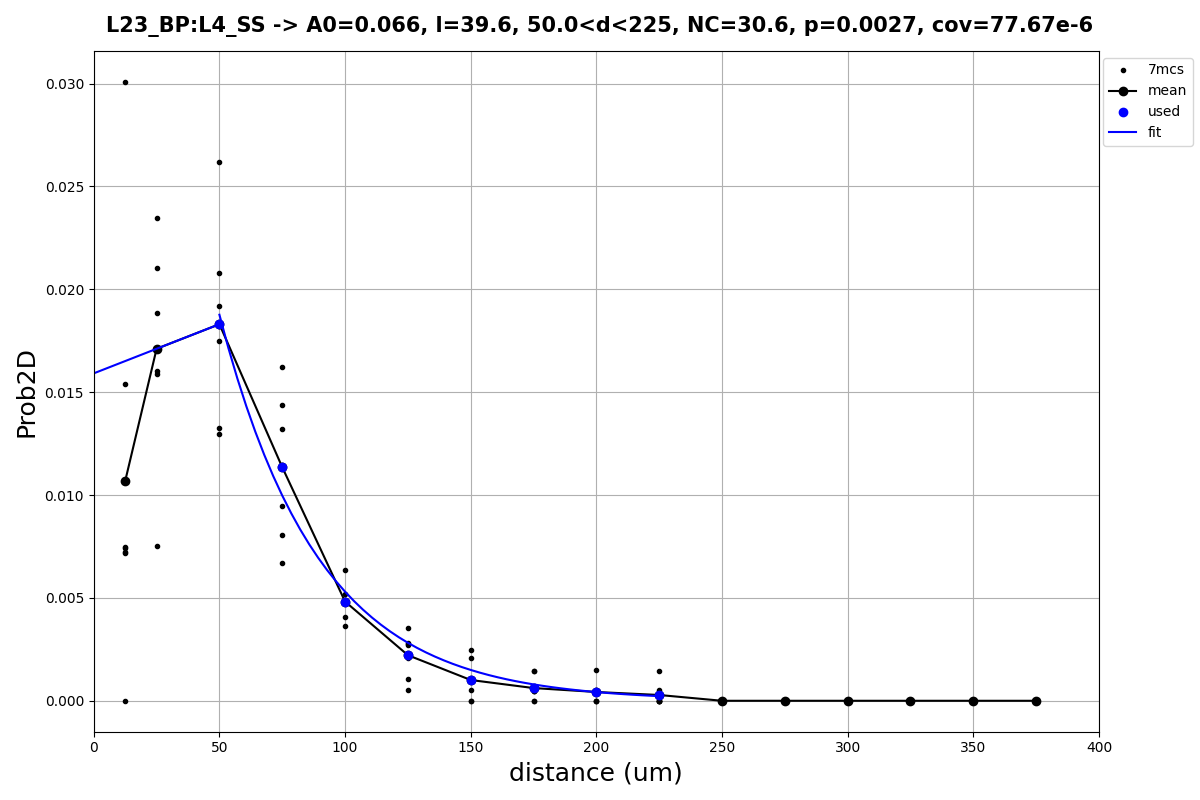 L23_BP:L4_SS -> A0=0.066, l=39.6, 50.0<d<225, NC=30.6, p=0.0027, cov=77.67e-6
7mcs
mean
used
fit
Prob2D
0.030
0.025
0.020
0.015
0.010
0.005
0.000
0
50
100
150
200
250
300
350
400
distance (um)